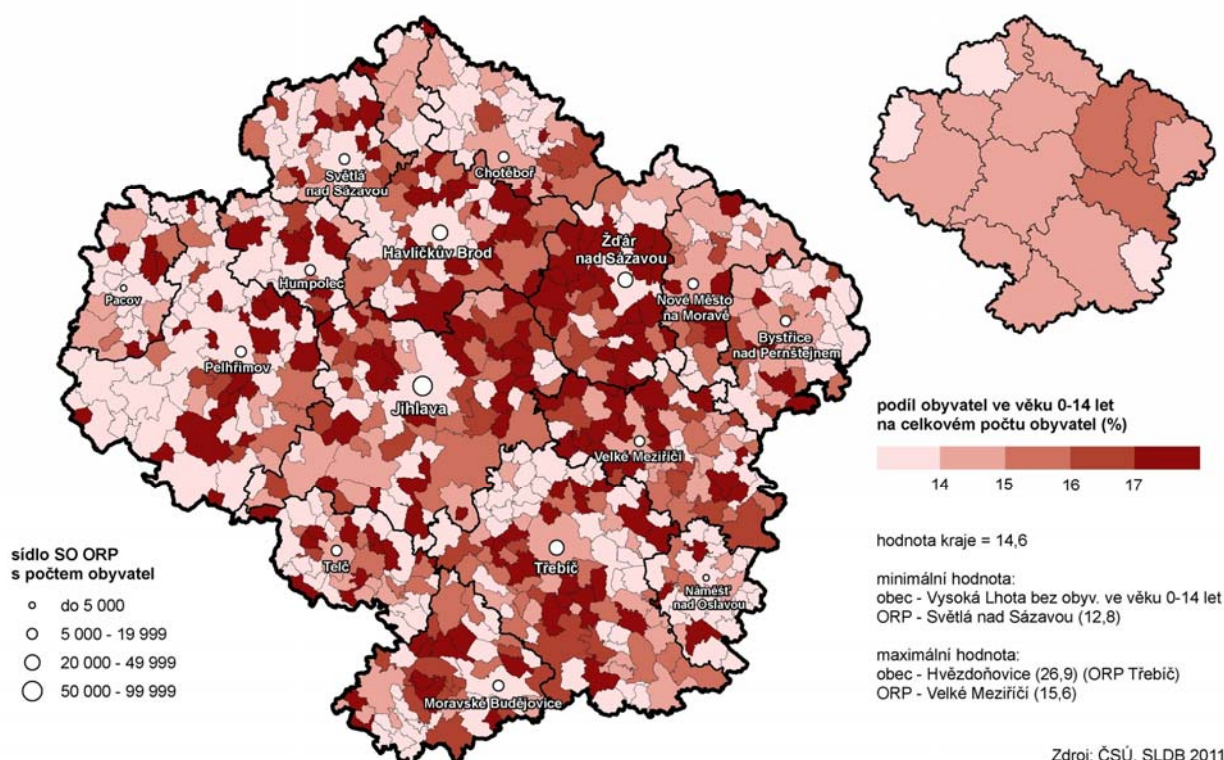 Světlá
nad Sázavou
Chotěboř
Havlíčkův Brod
Žďár
nad Sázavou
Humpolec
Pacov
Nové Město
na Moravě
Bystřice
nad Pernštejnem
Pelhřimov
Jihlava
Velké Meziříčí
Telč
Třebíč
Náměšť
nad Oslavou
Moravské Budějovice
sídlo SO ORP
s počtem obyvatel
do 5 000
5 000 - 19 999
20 000 - 49 999
50 000 - 99 999
podíl obyvatel ve věku 0-14 let
na celkovém počtu obyvatel (%)
14 15 16 17
hodnota kraje = 14,6
minimální hodnota:
obec - Vysoká Lhota bez obyv. ve věku 0-14 let
ORP - Světlá nad Sázavou (12,8)
maximální hodnota:
obec - Hvězdoňovice (26,9) (ORP Třebíč)
ORP - Velké Meziříčí (15,6)
Zdroj: ČSÚ, SLDB 2011